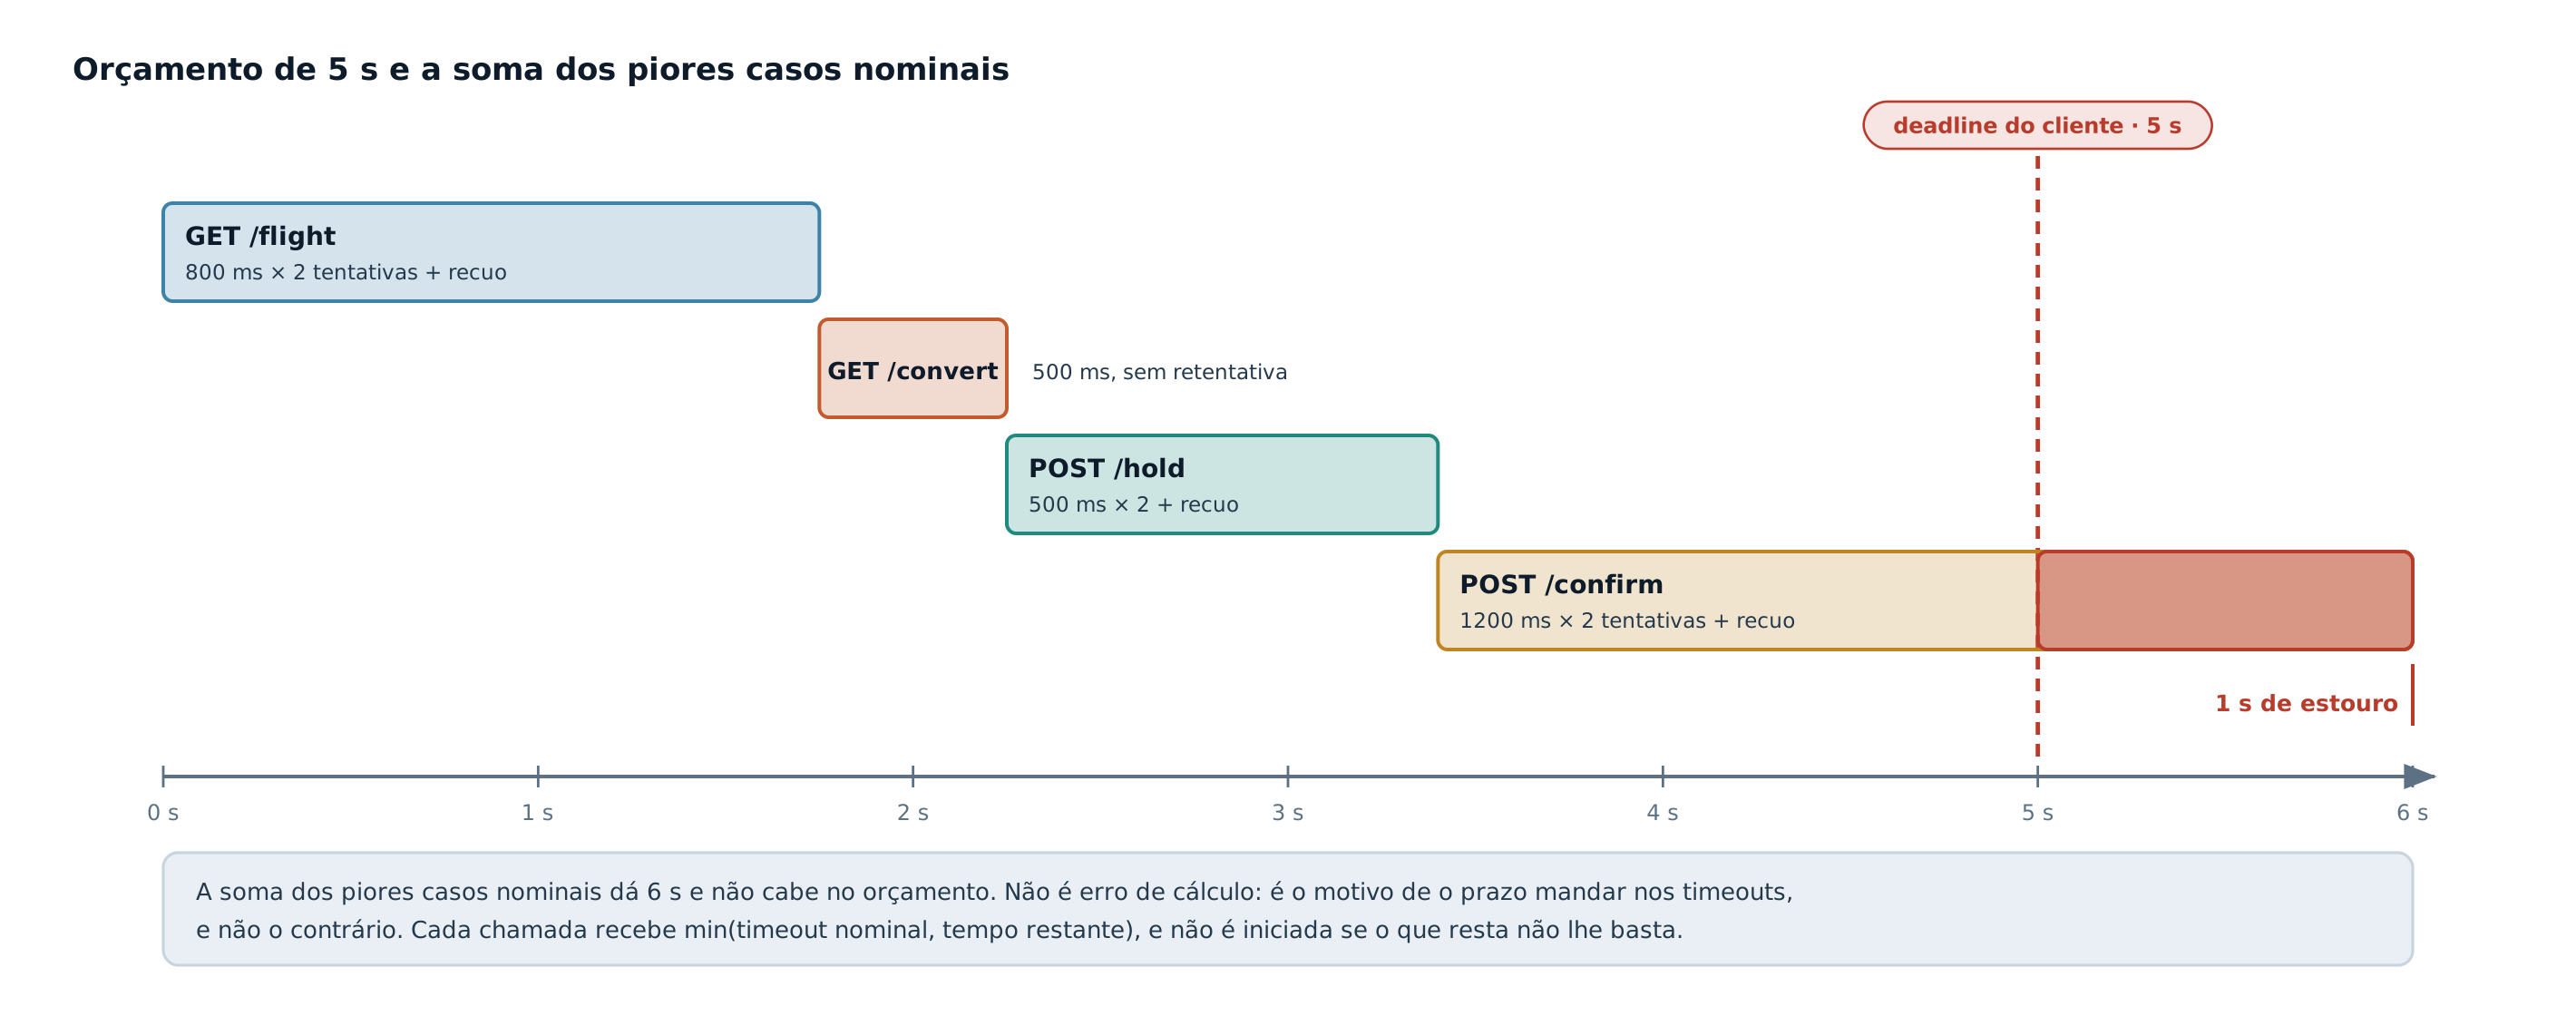 Orçamento de 5 s e a soma dos piores casos nominais
deadline do cliente · 5 s
GET /flight
800 ms × 2 tentativas + recuo
GET /convert
500 ms, sem retentativa
POST /hold
500 ms × 2 + recuo
POST /confirm
1200 ms × 2 tentativas + recuo
1 s de estouro
0 s
1 s
2 s
3 s
4 s
5 s
6 s
A soma dos piores casos nominais dá 6 s e não cabe no orçamento. Não é erro de cálculo: é o motivo de o prazo mandar nos timeouts,
e não o contrário. Cada chamada recebe min(timeout nominal, tempo restante), e não é iniciada se o que resta não lhe basta.